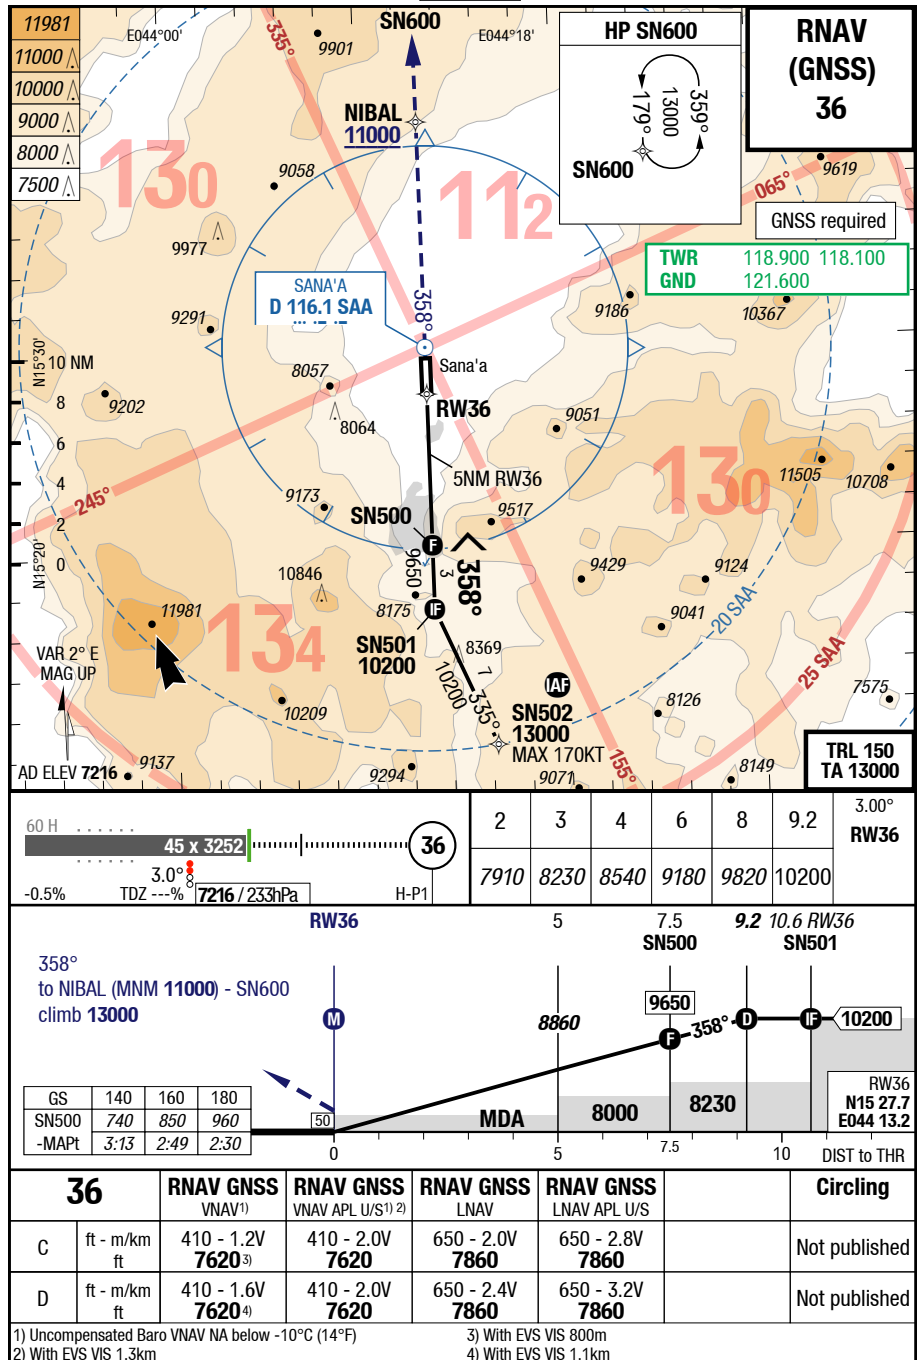 11981
11000
10000
9000
8000
7500
E044°00'
335°
9901
SN600
E044°18'
HP SN600
179°
13000
359°
SN600
RNAV
(GNSS)
36
NIBAL
11000
130
9058
112
9619
065°
GNSS required
9977
TWR 118.900 118.100
GND 121.600
SANA'A
D 116.1 SAA
358°
9291
9186
10367
N15°30'
10 NM
8
6
4
2
0
N15°20'
Sana'a
8057
9202
RW36
8064
9051
5NM RW36
130
11505
10708
245°
9173
SN500
9517
F
9650
3
358°
10846
9429
9124
11981
8175
IF
9041
20 SAA
134
SN501
10200
8369
7
10200
335°
VAR 2° E
MAG UP
IAF
SN502
13000
MAX 170KT
25 SAA
8126
7575
10209
155°
TRL 150
TA 13000
AD ELEV 7216
9137
9294
9071
8149
60 H
45 x 3252
36
3.0°
-0.5%
TDZ ---%
7216 / 233hPa
H-P1
2 3 4 6 8 9.2 3.00°
RW36
7910 8230 8540 9180 9820 10200
RW36 5 7.5 9.2 10.6 RW36
SN500 SN501
358°
to NIBAL (MNM 11000) - SN600
climb 13000
M
8860
9650
F
358°
D
IF
10200
GS 140 160 180
SN500 740 850 960
-MAPt 3:13 2:49 2:30
50
MDA
8000
8230
RW36
N15 27.7
E044 13.2
0 5 7.5 10 DIST to THR
36 RNAV GNSS RNAV GNSS RNAV GNSS RNAV GNSS Circling
VNAV1) VNAV APL U/S1) 2) LNAV LNAV APL U/S
C ft - m/km 410 - 1.2V 410 - 2.0V 650 - 2.0V 650 - 2.8V Not published
ft 7620 3) 7620 7860 7860
D ft - m/km 410 - 1.6V 410 - 2.0V 650 - 2.4V 650 - 3.2V Not published
ft 7620 4) 7620 7860 7860
1) Uncompensated Baro VNAV NA below -10°C (14°F) 3) With EVS VIS 800m
2) With EVS VIS 1.3km 4) With EVS VIS 1.1km